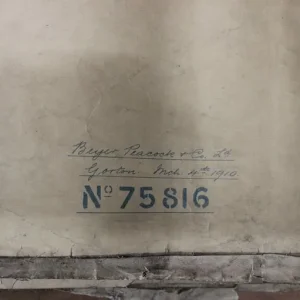 Beyer, Peacock & Co. Ld
Gorton. Mch 4th 1910
No 75816